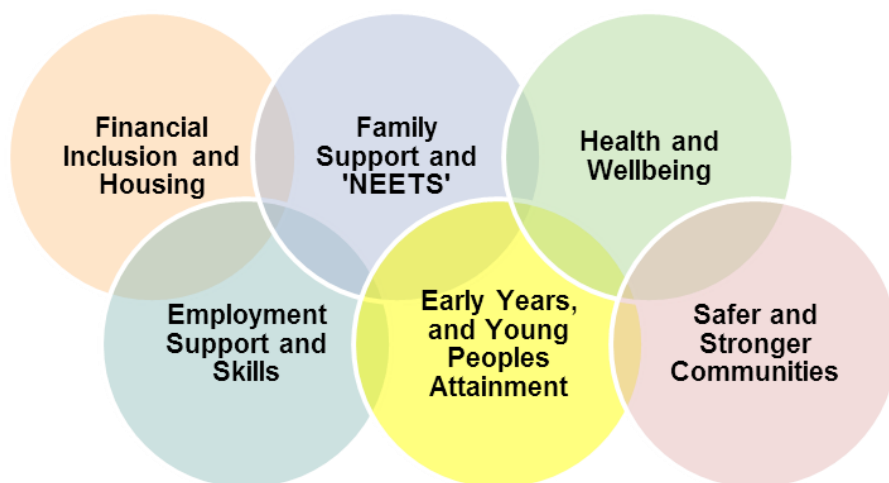 Financial
Inclusion and
Housing
Family
Support and
'NEETS'
Health and
Wellbeing
Employment
Support and
Skills
Early Years,
and Young
Peoples
Attainment
Safer and
Stronger
Communities